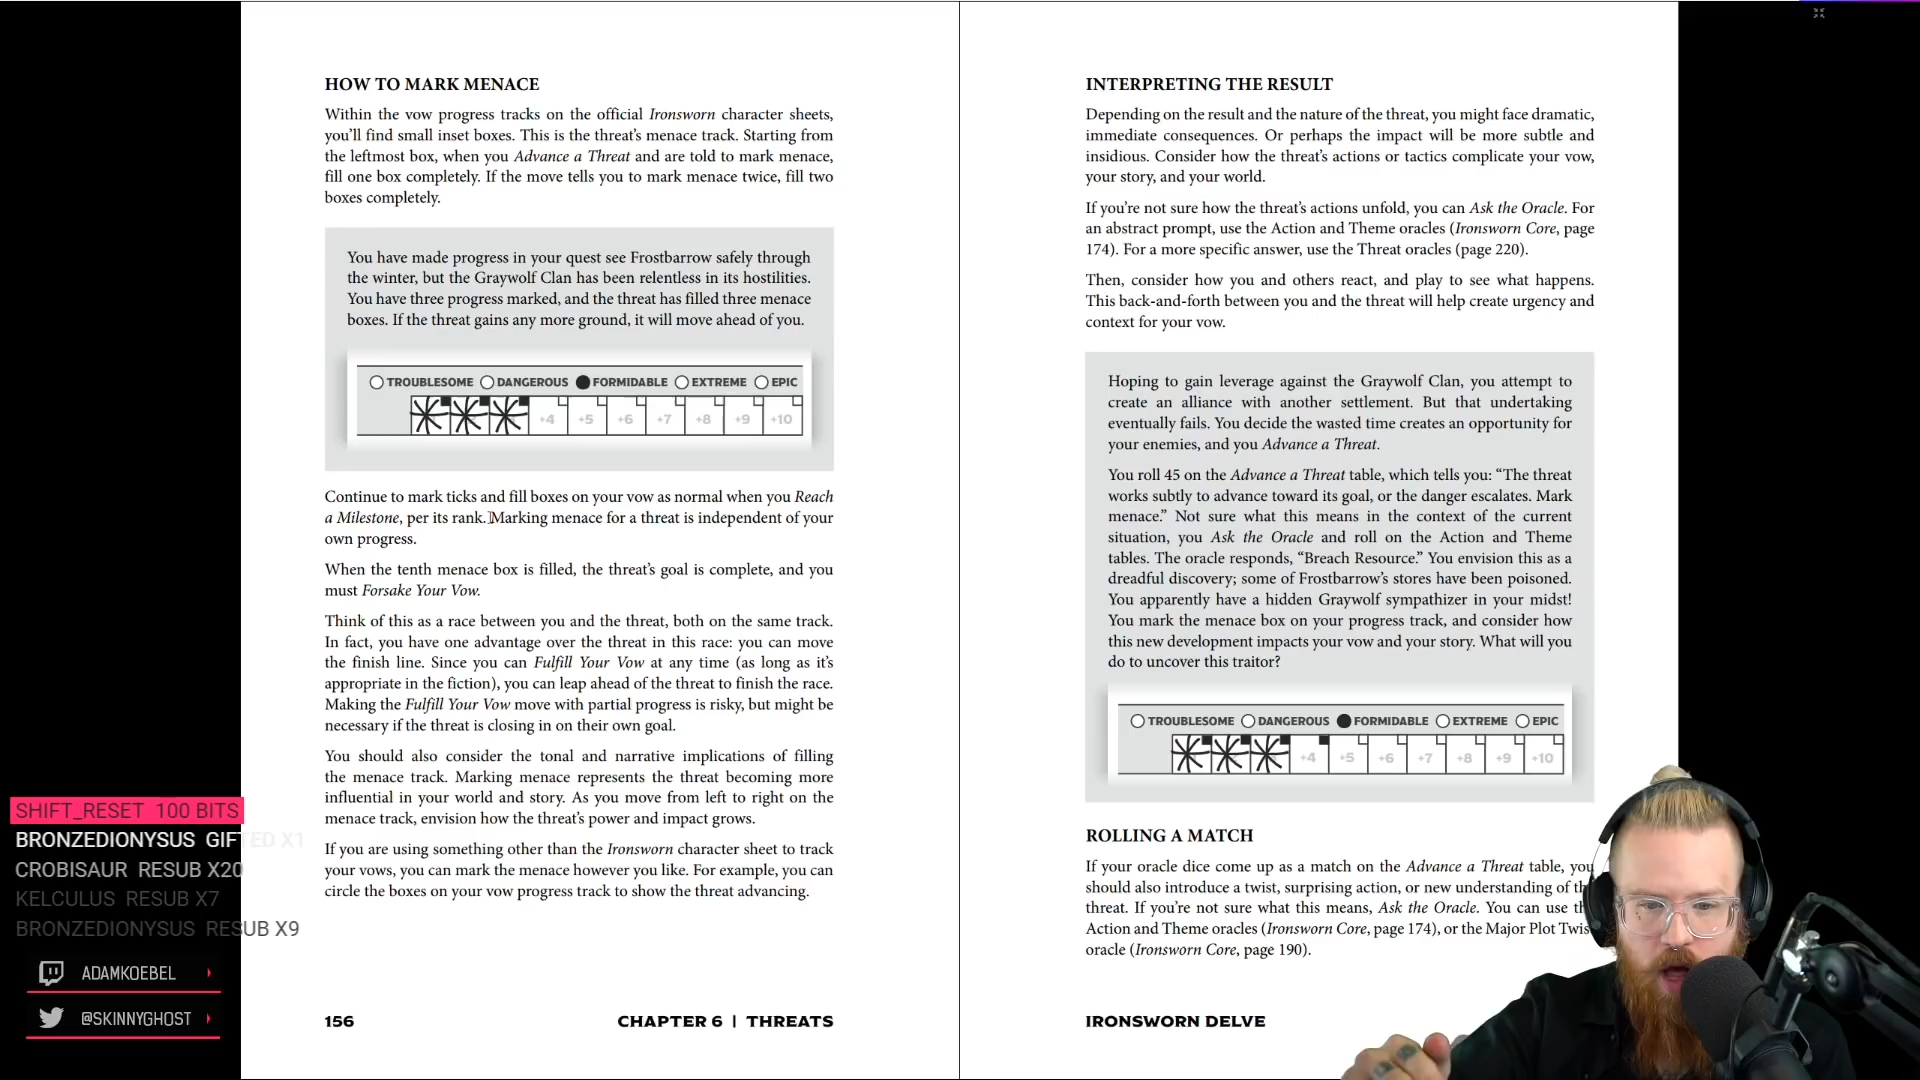 HOW TO MARK MENACE
Within the vow progress tracks on the official Ironsworn character sheets,
you'll find small inset boxes. This is the threat's menace track. Starting from
the leftmost box, when you Advance a Threat and are told to mark menace,
fill one box completely. If the move tells you to mark menace twice, fill two
boxes completely.
You have made progress in your quest see Frostbarrow safely through
the winter, but the Graywolf Clan has been relentless in its hostilities.
You have three progress marked, and the threat has filled three menace
boxes. If the threat gains any more ground, it will move ahead of you.
TROUBLESOME DANGEROUS FORMIDABLE EXTREME EPIC
+4 +5 +6 +7 +8 +9 +10
Continue to mark ticks and fill boxes on your vow as normal when you Reach
a Milestone, per its rank. Marking menace for a threat is independent of your
own progress.
When the tenth menace box is filled, the threat's goal is complete, and you
must Forsake Your Vow.
Think of this as a race between you and the threat, both on the same track.
In fact, you have one advantage over the threat in this race: you can move
the finish line. Since you can Fulfill Your Vow at any time (as long as it's
appropriate in the fiction), you can leap ahead of the threat to finish the race.
Making the Fulfill Your Vow move with partial progress is risky, but might be
necessary if the threat is closing in on their own goal.
You should also consider the tonal and narrative implications of filling
the menace track. Marking menace represents the threat becoming more
influential in your world and story. As you move from left to right on the
menace track, envision how the threat's power and impact grows.
If you are using something other than the Ironsworn character sheet to track
your vows, you can mark the menace however you like. For example, you can
circle the boxes on your vow progress track to show the threat advancing.
156 CHAPTER 6 | THREATS
INTERPRETING THE RESULT
Depending on the result and the nature of the threat, you might face dramatic,
immediate consequences. Or perhaps the impact will be more subtle and
insidious. Consider how the threat's actions or tactics complicate your vow,
your story, and your world.
If you're not sure how the threat's actions unfold, you can Ask the Oracle. For
an abstract prompt, use the Action and Theme oracles (Ironsworn Core, page
174). For a more specific answer, use the Threat oracles (page 220).
Then, consider how you and others react, and play to see what happens.
This back-and-forth between you and the threat will help create urgency and
context for your vow.
Hoping to gain leverage against the Graywolf Clan, you attempt to
create an alliance with another settlement. But that undertaking
eventually fails. You decide the wasted time creates an opportunity for
your enemies, and you Advance a Threat.
You roll 45 on the Advance a Threat table, which tells you: “The threat
works subtly to advance toward its goal, or the danger escalates. Mark
menace.” Not sure what this means in the context of the current
situation, you Ask the Oracle and roll on the Action and Theme
tables. The oracle responds, “Breach Resource.” You envision this as a
dreadful discovery; some of Frostbarrow's stores have been poisoned.
You apparently have a hidden Graywolf sympathizer in your midst!
You mark the menace box on your progress track, and consider how
this new development impacts your vow and your story. What will you
do to uncover this traitor?
TROUBLESOME DANGEROUS FORMIDABLE EXTREME EPIC
+4 +5 +6 +7 +8 +9 +10
ROLLING A MATCH
If your oracle dice come up as a match on the Advance a Threat table, you
should also introduce a twist, surprising action, or new understanding of th
threat. If you're not sure what this means, Ask the Oracle. You can use th
Action and Theme oracles (Ironsworn Core, page 174), or the Major Plot Twis
oracle (Ironsworn Core, page 190).
IRONSWORN DELVE
SHIFT_RESET 100 BITS
BRONZEDIONYSUS GIFTED X1
CROBISAUR RESUB X20
KELCULUS RESUB X7
BRONZEDIONYSUS RESUB X9
ADAMKOEBEL
@SKINNYGHOST